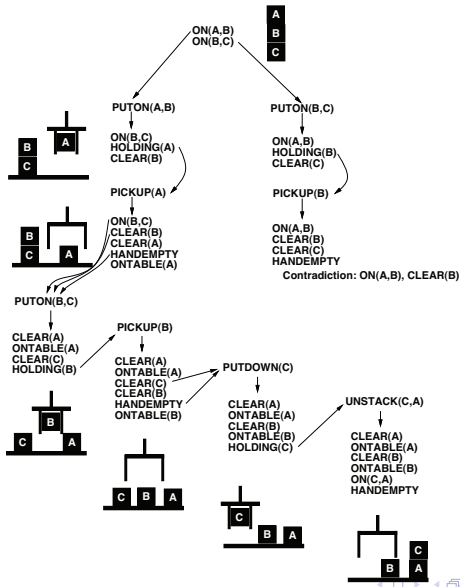 A
B
C
ON(A,B)
ON(B,C)
PUTON(A,B)
ON(B,C)
HOLDING(A)
CLEAR(B)
A
B
C
PICKUP(A)
ON(B,C)
CLEAR(B)
CLEAR(A)
HANDEMPTY
ONTABLE(A)
B
C
A
PUTON(B,C)
ON(A,B)
HOLDING(B)
CLEAR(C)
PICKUP(B)
ON(A,B)
CLEAR(B)
CLEAR(C)
HANDEMPTY
Contradiction: ON(A,B), CLEAR(B)
PUTON(B,C)
CLEAR(A)
ONTABLE(A)
CLEAR(C)
HOLDING(B)
B
C
A
PICKUP(B)
CLEAR(A)
ONTABLE(A)
CLEAR(C)
CLEAR(B)
HANDEMPTY
ONTABLE(B)
C B A
PUTDOWN(C)
CLEAR(A)
ONTABLE(A)
CLEAR(B)
ONTABLE(B)
HOLDING(C)
C
B A
UNSTACK(C,A)
CLEAR(A)
ONTABLE(A)
CLEAR(B)
ONTABLE(B)
ON(C,A)
HANDEMPTY
C
B A